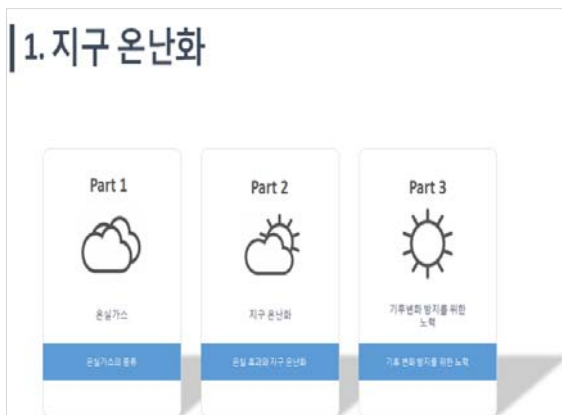 1. 지구 온난화
Part 1
온실가스
온실가스의 종류
Part 2
지구 온난화
온실 효과와 지구 온난화
Part 3
기후변화 방지를 위한
노력
기후 변화 방지를 위한 노력